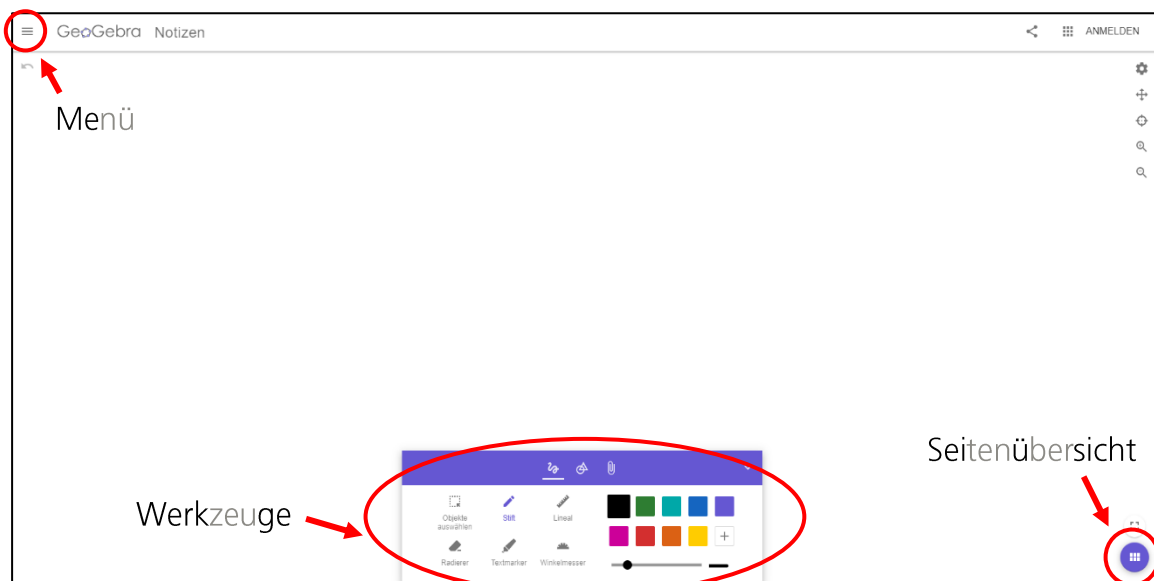 GeoGebra Notizen
ANMELDEN
Menü
Seitenübersicht
Werkzeuge
Objekte auswählen
Stift
Lineal
Radierer
Textmarker
Winkelmesser